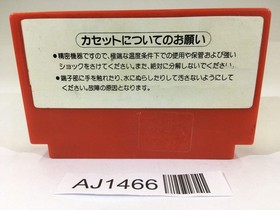 カセットについてのお願い
●精密機器ですので、極端な温度条件下での使用や保管および強い
ショックをさけてください。また、絶対に分解しないでください。
●端子部に手を触れたり、水にぬらしたりして汚さないようにして
ください。故障の原因となります。
AJ1466